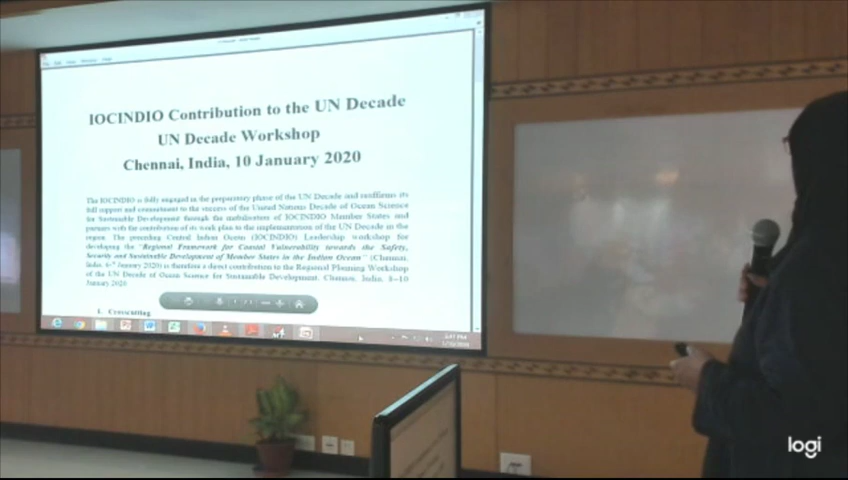 IOCINDIO Contribution to the UN Decade
UN Decade Workshop
Chennai, India, 10 January 2020
The IOCINDIO is fully engaged in the preparatory phase of the UN Decade and reaffirms its
full support and commitment to the success of the United Nations Decade of Ocean Science
for Sustainable Development through the mobilization of IOCINDIO Member States and
partners with the contribution of its work plan to the implementation of the UN Decade in the
region. The preceding Central Indian Ocean (IOCINDIO) Leadership workshop for
developing the "Regional Framework for Coastal Vulnerability towards the Safety,
Security and Sustainable Development of Member States in the Indian Ocean" (Chennai,
India, 6-7 January 2020) is therefore a direct contribution to the Regional Planning Workshop
of the UN Decade of Ocean Science for Sustainable Development, Chennai, India, 8-10
January 2020
1. Crosscutting
logi